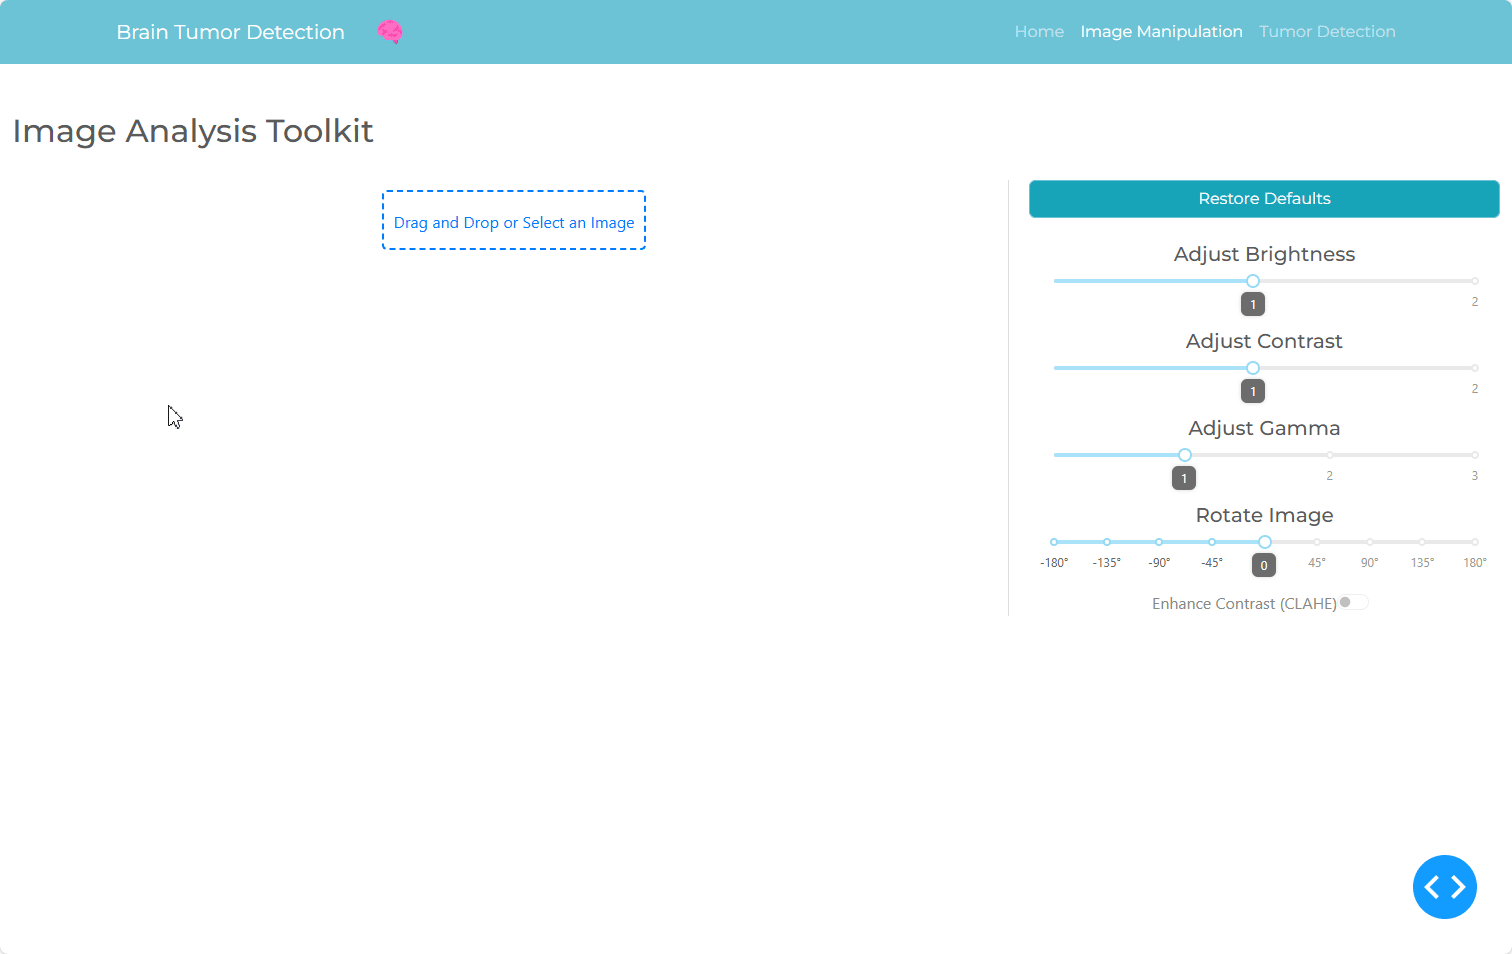 Brain Tumor Detection
Home Image Manipulation Tumor Detection
Image Analysis Toolkit
Drag and Drop or Select an Image
Restore Defaults
Adjust Brightness
1 2
Adjust Contrast
1 2
Adjust Gamma
1 2 3
Rotate Image
-180° -135° -90° -45° 0 45° 90° 135° 180°
Enhance Contrast (CLAHE)